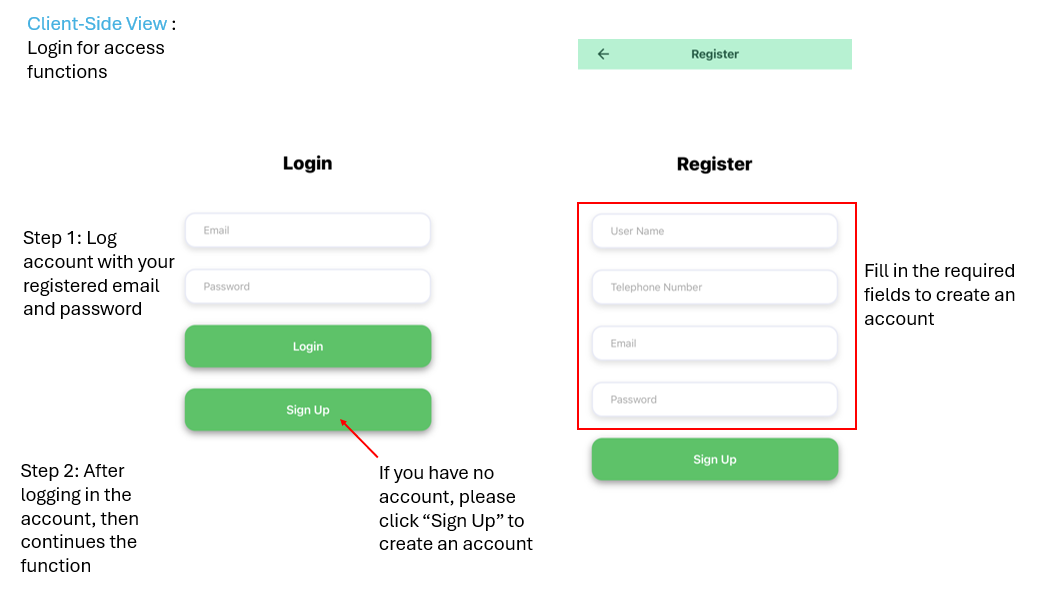 Client-Side View :
Login for access
functions
Login
Step 1: Log
account with your
registered email
and password
Email
Password
Login
Sign Up
If you have no
account, please
click “Sign Up” to
create an account
Step 2: After
logging in the
account, then
continues the
function
Register
Register
User Name
Telephone Number
Email
Password
Sign Up
Fill in the required
fields to create an
account